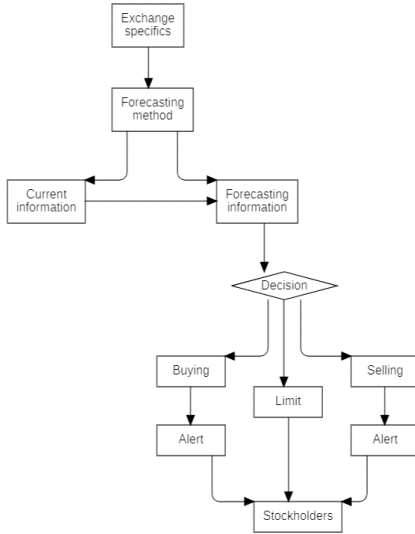 Exchange
specifics
Forecasting
method
Current
information
Forecasting
information
Decision
Buying
Limit
Selling
Alert
Alert
Stockholders